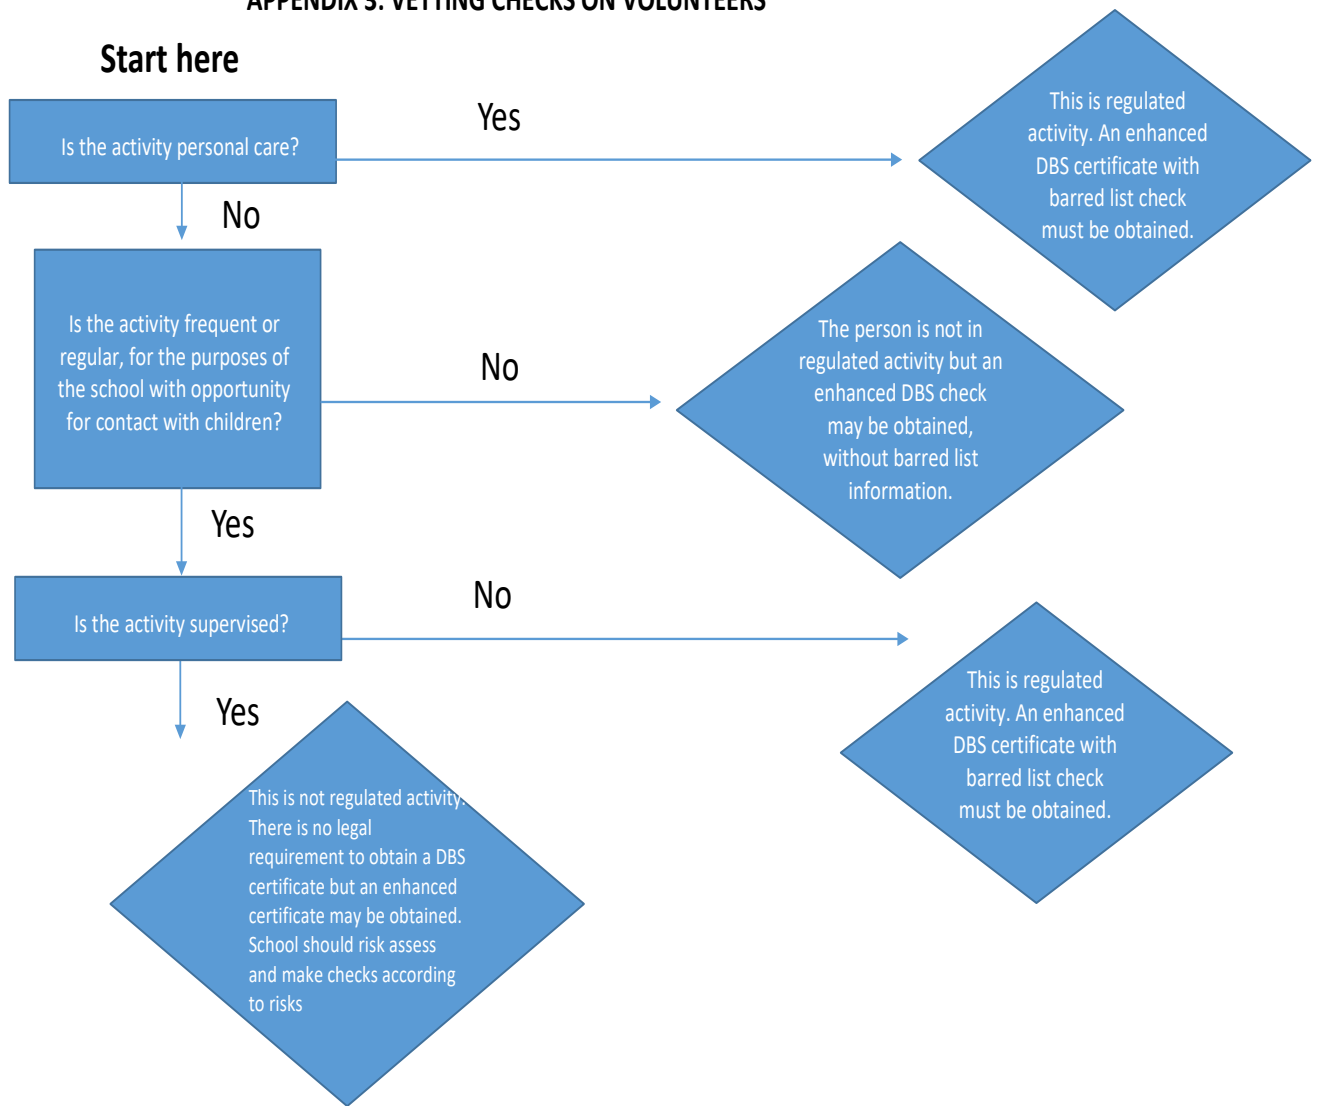 APPENDIX 3: VETTING CHECKS ON VOLUNTEERS
Start here
Is the activity personal care?
Yes
This is regulated
activity. An enhanced
DBS certificate with
barred list check
must be obtained.
No
Is the activity frequent or
regular, for the purposes of
the school with opportunity
for contact with children?
No
The person is not in
regulated activity but an
enhanced DBS check
may be obtained,
without barred list
information.
Yes
Is the activity supervised?
No
This is regulated
activity. An enhanced
DBS certificate with
barred list check
must be obtained.
Yes
This is not regulated activity.
There is no legal
requirement to obtain a DBS
certificate but an enhanced
certificate may be obtained.
School should risk assess
and make checks according
to risks